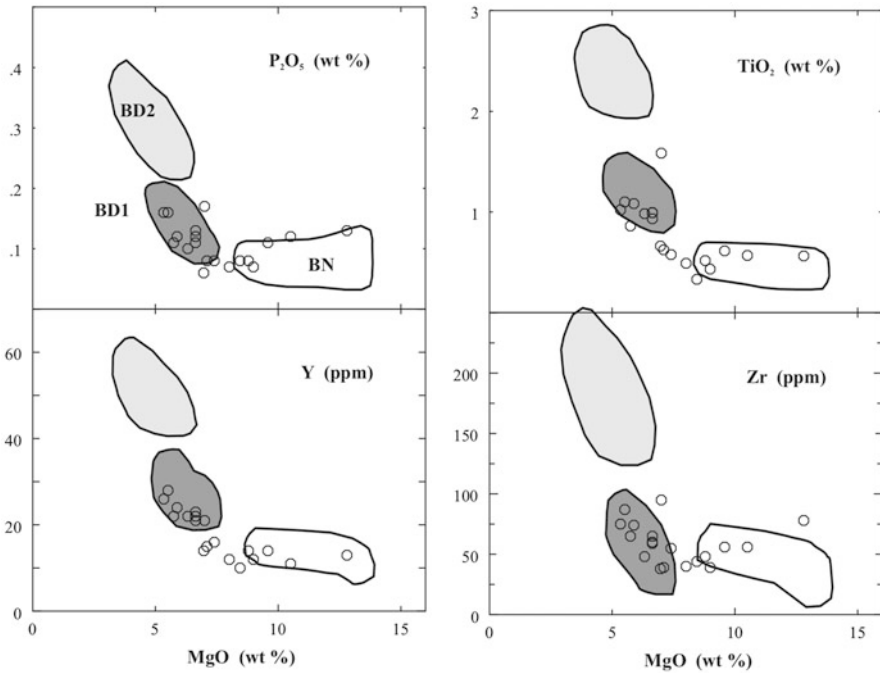 P₂O₅ (wt %)
.4
.3
.2
.1
BD2
BD1
BN
TiO₂ (wt %)
3
2
1
Y (ppm)
60
40
20
0
0
5
10
15
MgO (wt %)
Zr (ppm)
200
150
100
50
0
0
5
10
15
MgO (wt %)